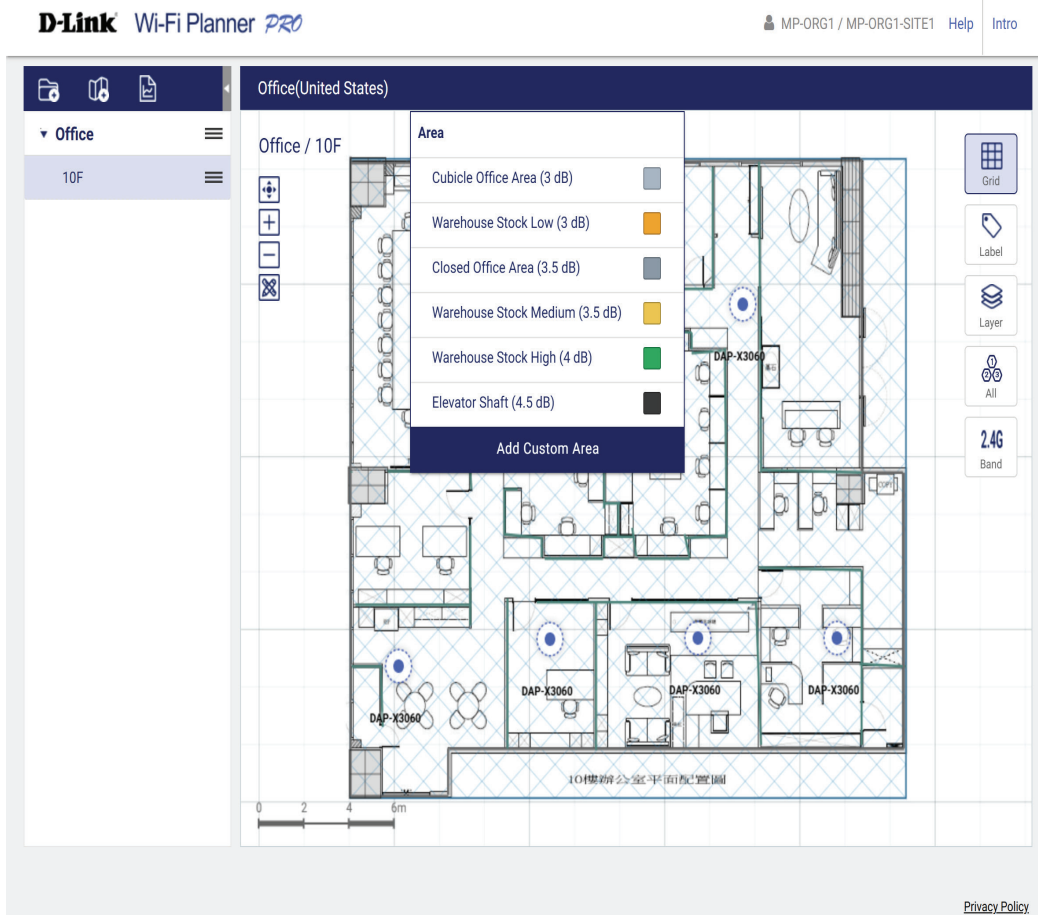 D-Link Wi-Fi Planner PRO
MP-ORG1 / MP-ORG1-SITE1 Help Intro
Office
10F
Office(United States)
Office / 10F
Area
Cubicle Office Area (3 dB)
Warehouse Stock Low (3 dB)
Closed Office Area (3.5 dB)
Warehouse Stock Medium (3.5 dB)
Warehouse Stock High (4 dB)
Elevator Shaft (4.5 dB)
Add Custom Area
Grid
Label
Layer
1
2 3
All
2.4G
Band
DAP-X3060
COPY
DAP-X3060
DAP-X3060
DAP-X3060
DAP-X3060
10樓辦公室平面配置圖
0 2 4 6m
Privacy Policy